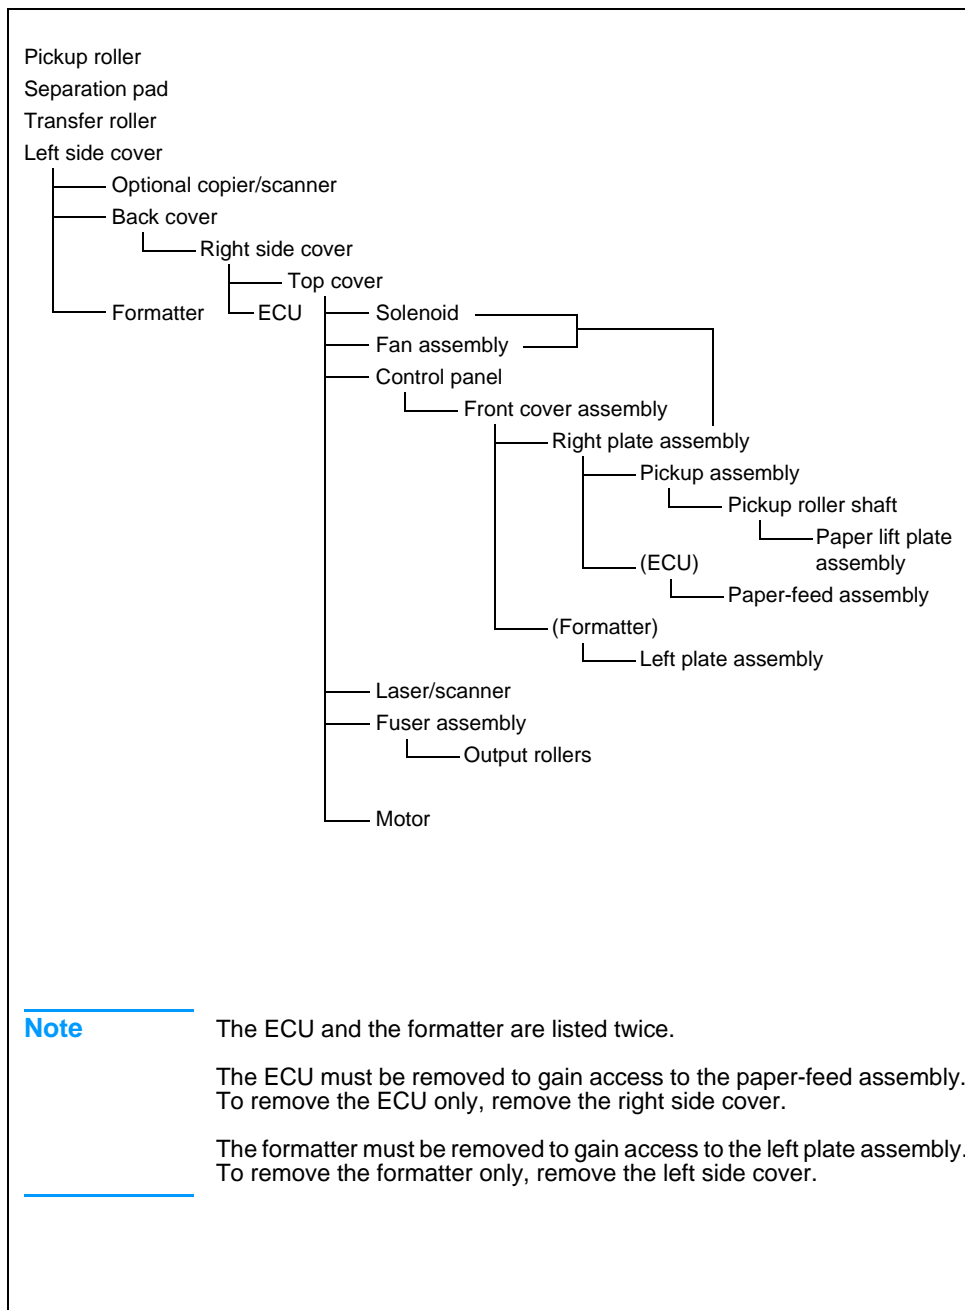 Pickup roller
Separation pad
Transfer roller
Left side cover
Optional copier/scanner
Back cover
Right side cover
Top cover
Formatter
ECU
Solenoid
Fan assembly
Control panel
Front cover assembly
Right plate assembly
Pickup assembly
Pickup roller shaft
Paper lift plate
assembly
(ECU)
Paper-feed assembly
(Formatter)
Left plate assembly
Laser/scanner
Fuser assembly
Output rollers
Motor
Note
The ECU and the formatter are listed twice.
The ECU must be removed to gain access to the paper-feed assembly.
To remove the ECU only, remove the right side cover.
The formatter must be removed to gain access to the left plate assembly.
To remove the formatter only, remove the left side cover.